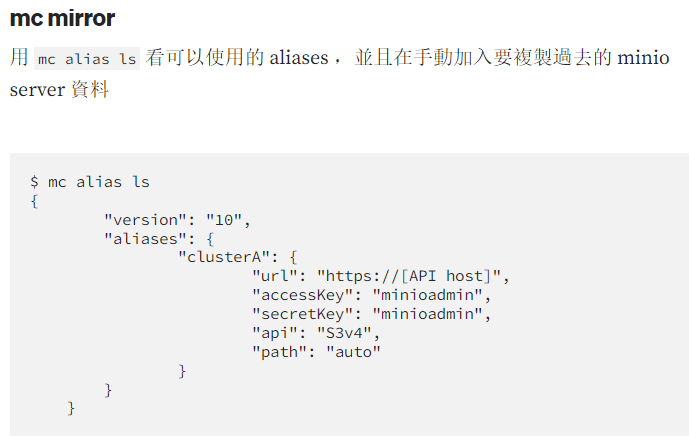 mc mirror
用 mc alias ls 看可以使用的 aliases ，並且在手動加入要複製過去的 minio
server 資料
$ mc alias ls
{
        "version": "10",
        "aliases": {
                "clusterA": {
                        "url": "https://[API host]",
                        "accessKey": "minioadmin",
                        "secretKey": "minioadmin",
                        "api": "S3v4",
                        "path": "auto"
                }
        }
    }